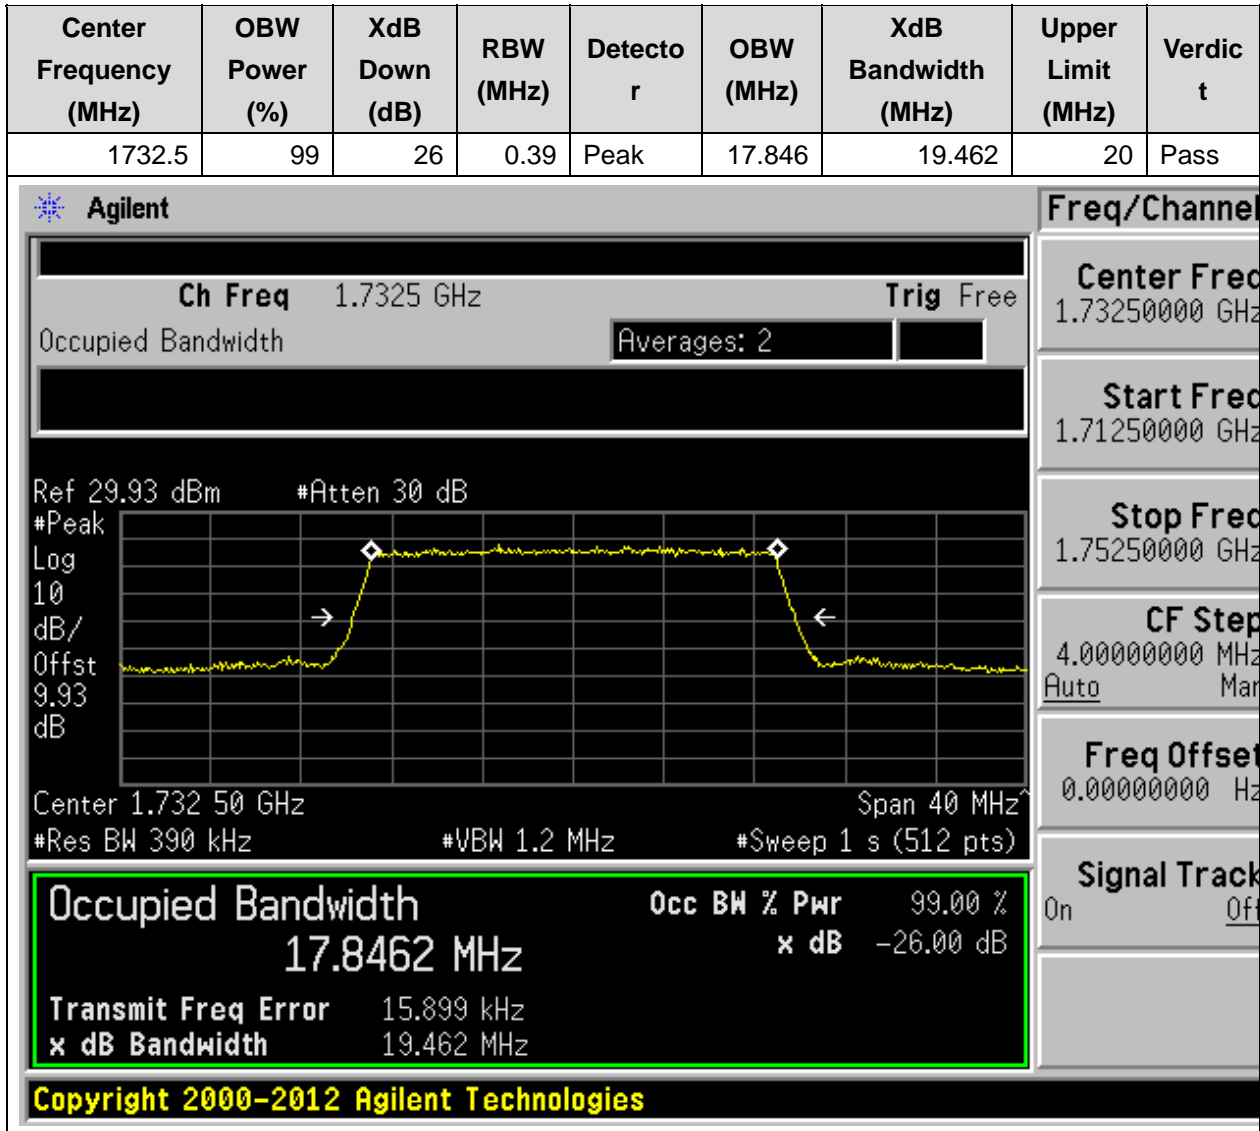 Center Frequency (MHz) OBW Power (%) XdB Down (dB) RBW (MHz) Detecto r OBW (MHz) XdB Bandwidth (MHz) Upper Limit (MHz) Verdic t
1732.5 99 26 0.39 Peak 17.846 19.462 20 Pass
Agilent
Freq/Channel
Ch Freq 1.7325 GHz Trig Free
Occupied Bandwidth Averages: 2
Center Freq
1.73250000 GHz
Start Freq
1.71250000 GHz
Stop Freq
1.75250000 GHz
CF Step
4.00000000 MHz
Auto Man
Freq Offset
0.00000000 Hz
Signal Track
On Off
Ref 29.93 dBm #Atten 30 dB
#Peak
Log
10
dB/
Offst
9.93
dB
Center 1.732 50 GHz Span 40 MHz^
#Res BW 390 kHz #VBW 1.2 MHz #Sweep 1 s (512 pts)
Occupied Bandwidth
17.8462 MHz
Occ BW % Pwr 99.00 %
x dB -26.00 dB
Transmit Freq Error 15.899 kHz
x dB Bandwidth 19.462 MHz
Copyright 2000-2012 Agilent Technologies